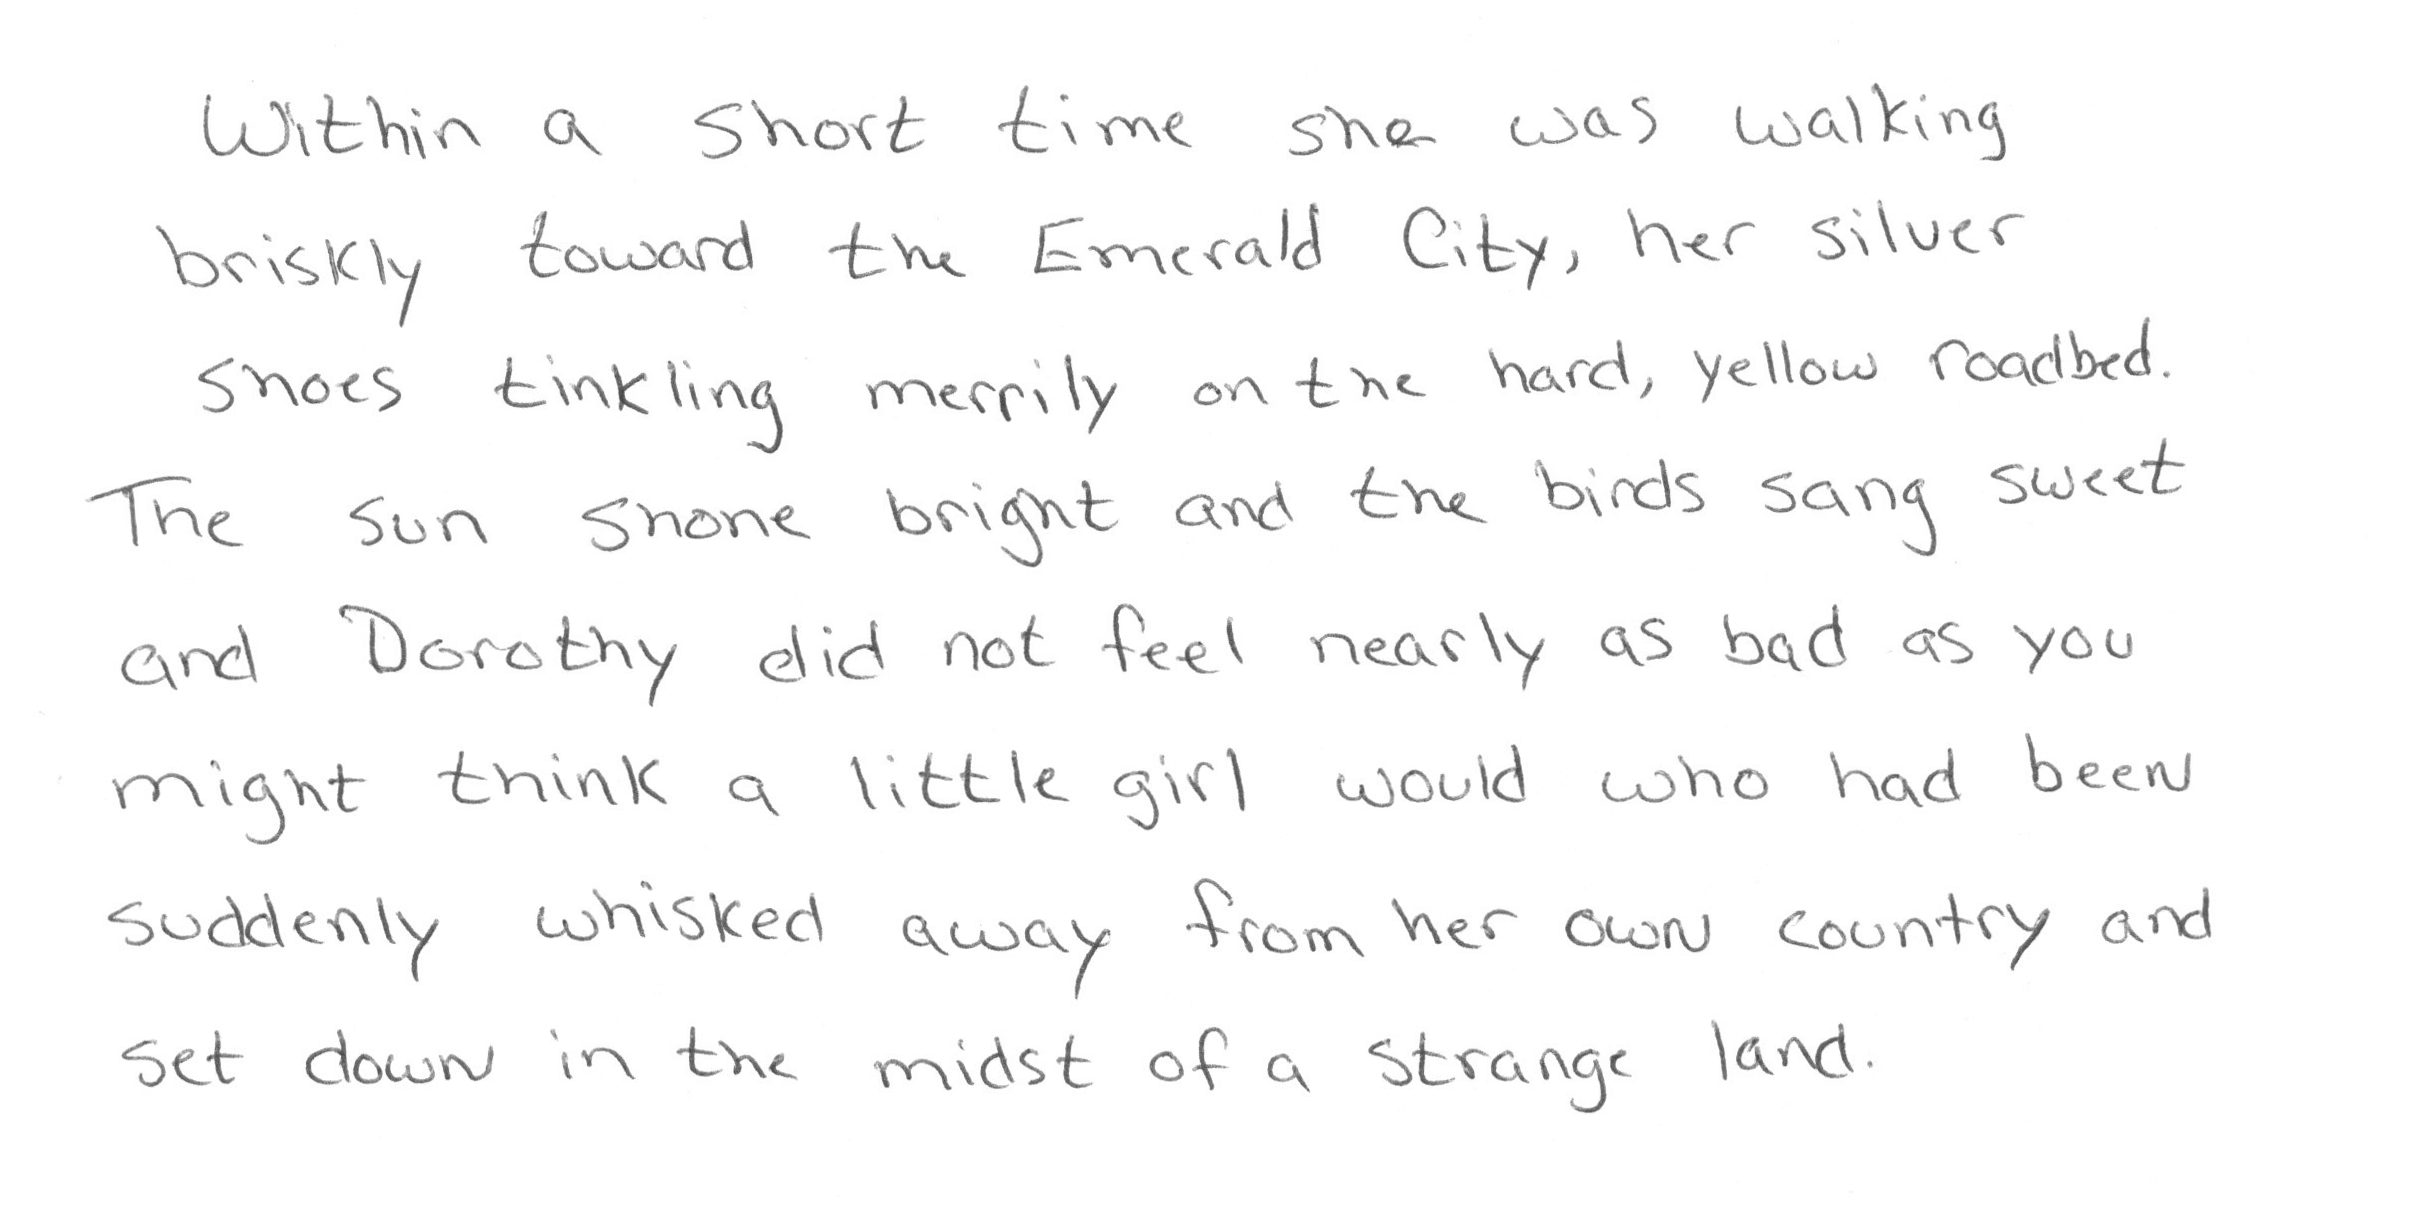 Within a short time she was walking
briskly toward the Emerald City, her silver
shoes tinkling merrily on the hard, yellow roadbed.
The sun shone bright and the birds sang sweet
and Dorothy did not feel nearly as bad as you
might think a little girl would who had been
suddenly whisked away from her own country and
set down in the midst of a strange land.